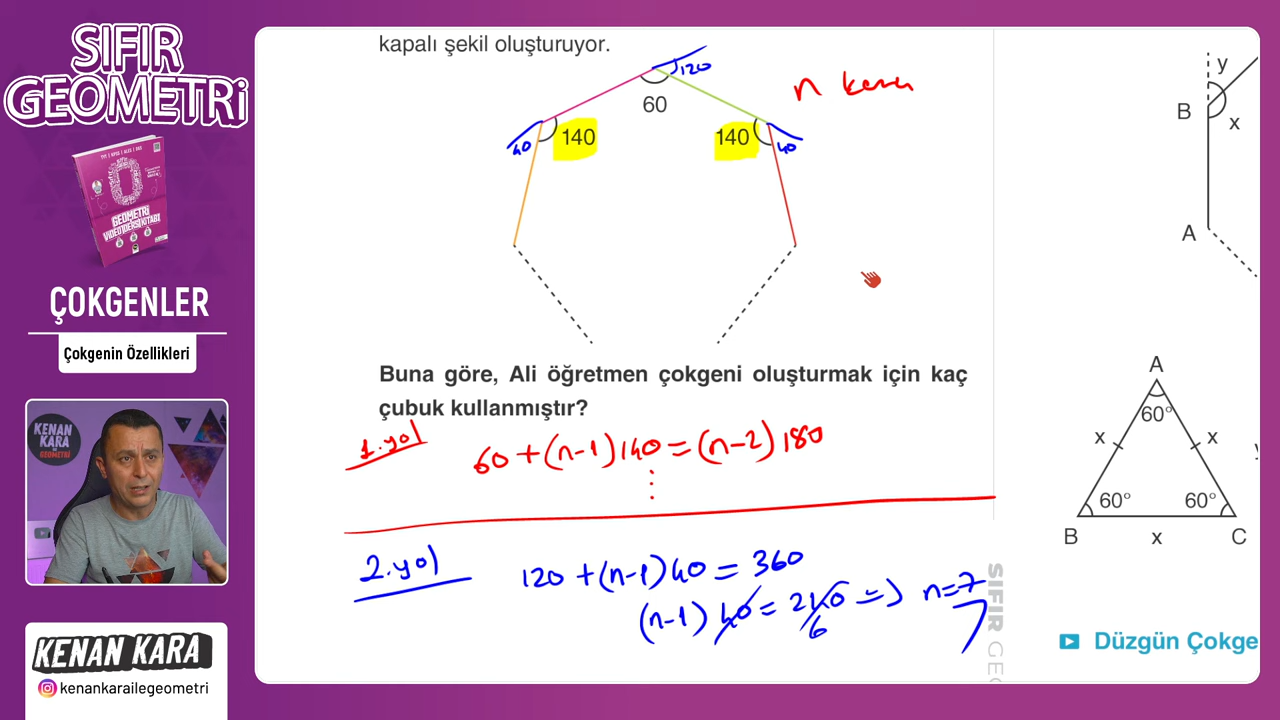 SIFIR
GEOMETRİ
GEOMETRİ
VİDEO DERS KİTABI
ÇOKGENLER
Çokgenin Özellikleri
KENAN
KARA
İLE
GEOMETRİ
KENAN KARA
kenankarailegeometri
kapalı şekil oluşturuyor.
120
60
n kenar
140
140
40
40
Buna göre, Ali öğretmen çokgeni oluşturmak için kaç
çubuk kullanmıştır?
1.yol
60 + (n-1) 140 = (n-2) 180
2.yol
120 + (n-1) 40 = 360
(n-1) 40 = 240 => n=7
6
y
B
x
A
A
60°
x
x
60°
60°
B
x
C
SIFIR GEO
Düzgün Çokge